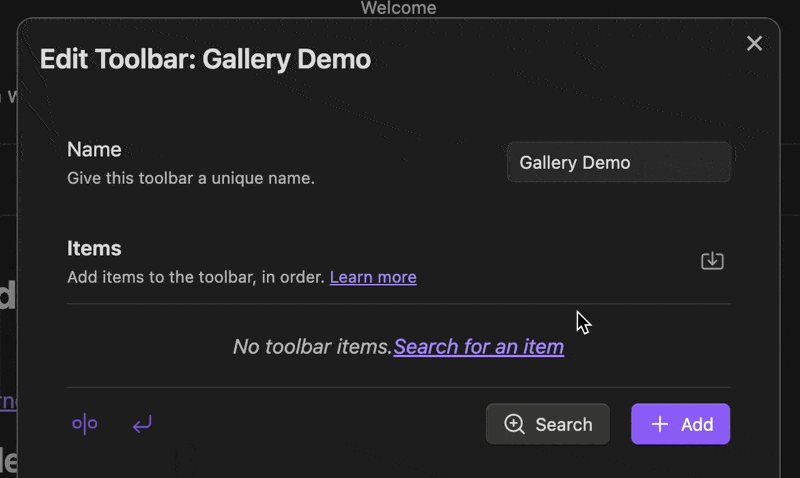 Welcome
Edit Toolbar: Gallery Demo
Name
Give this toolbar a unique name.
Gallery Demo
Items
Add items to the toolbar, in order. Learn more
No toolbar items.Search for an item
Search
Add